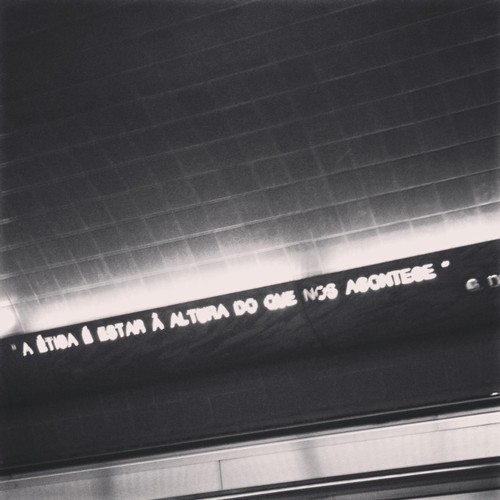 " A ÉTICA É ESTAR À ALTURA DO QUE NOS ACONTECE " G D